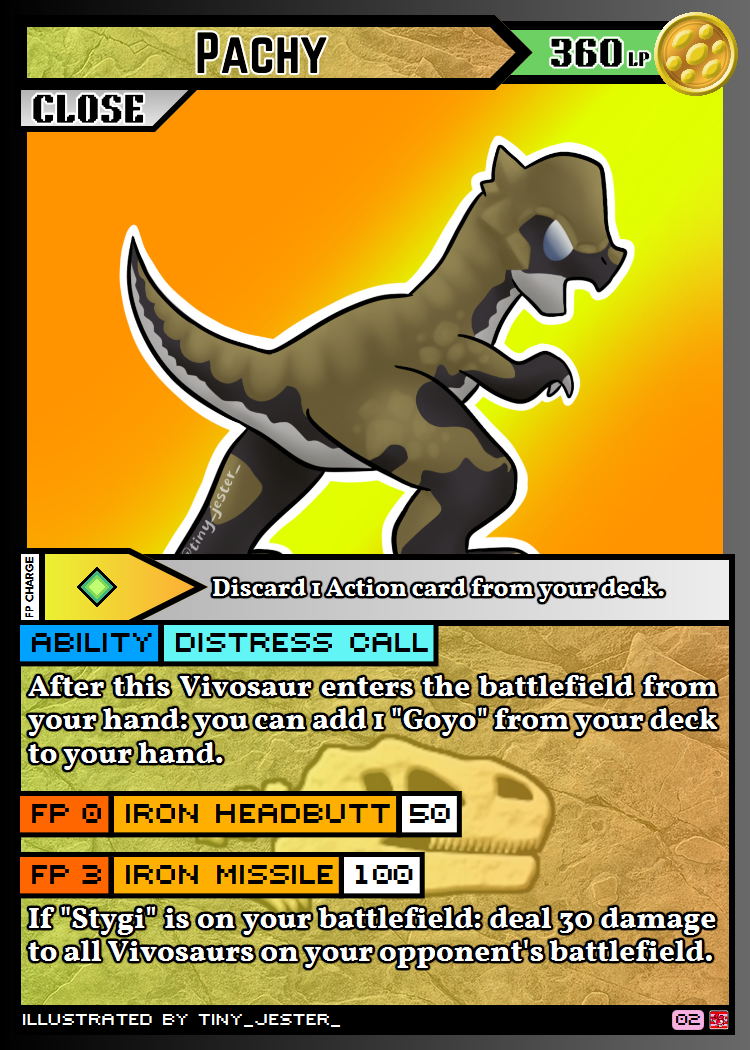 Pachy
360 LP
CLOSE
@tiny_jester_
FP CHARGE
Discard 1 Action card from your deck.
ABILITY DISTRESS CALL
After this Vivosaur enters the battlefield from
your hand: you can add 1 "Goyo" from your deck
to your hand.
FP 0 IRON HEADBUTT 50
FP 3 IRON MISSILE 100
If "Stygi" is on your battlefield: deal 30 damage
to all Vivosaurs on your opponent's battlefield.
ILLUSTRATED BY TINY_JESTER_
02